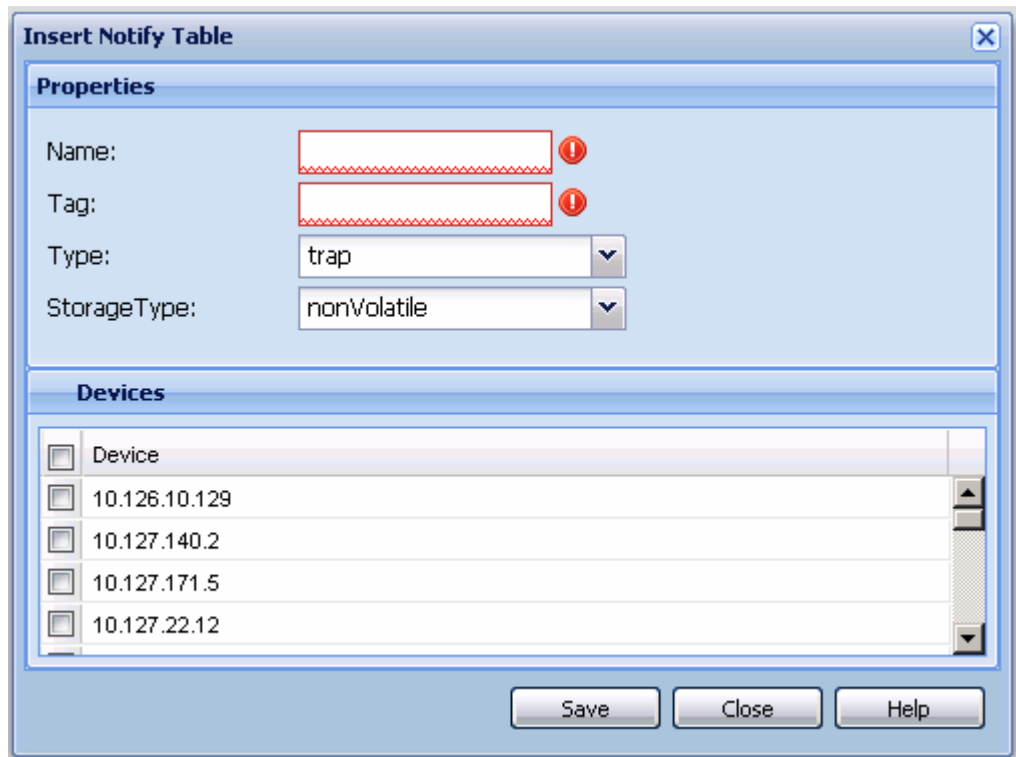 Insert Notify Table
Properties
Name:
Tag:
Type: trap
StorageType: nonVolatile
Devices
Device
10.126.10.129
10.127.140.2
10.127.171.5
10.127.22.12
Save Close Help